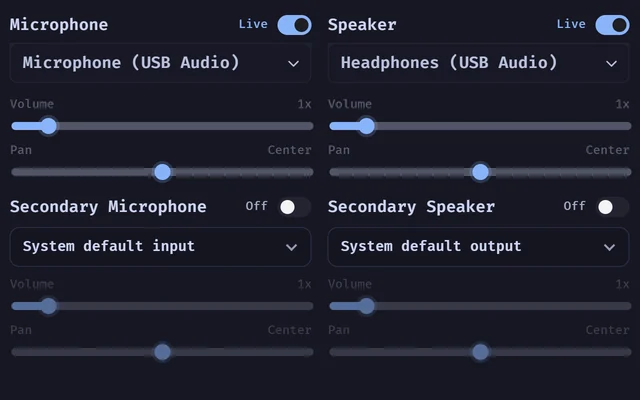 Microphone Live
Speaker Live
Microphone (USB Audio)
Headphones (USB Audio)
Volume 1x
Volume 1x
Pan Center
Pan Center
Secondary Microphone Off
Secondary Speaker Off
System default input
System default output
Volume 1x
Volume 1x
Pan Center
Pan Center